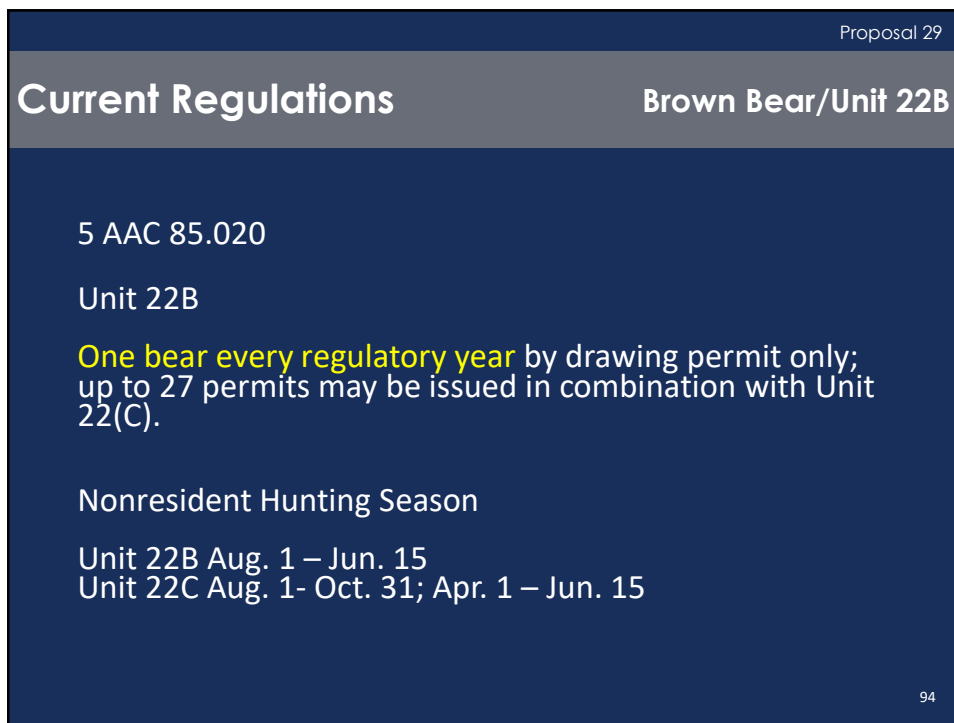 Proposal 29
Current Regulations
Brown Bear/Unit 22B
5 AAC 85.020
Unit 22B
One bear every regulatory year by drawing permit only;
up to 27 permits may be issued in combination with Unit
22(C).
Nonresident Hunting Season
Unit 22B Aug. 1 – Jun. 15
Unit 22C Aug. 1- Oct. 31; Apr. 1 – Jun. 15
94